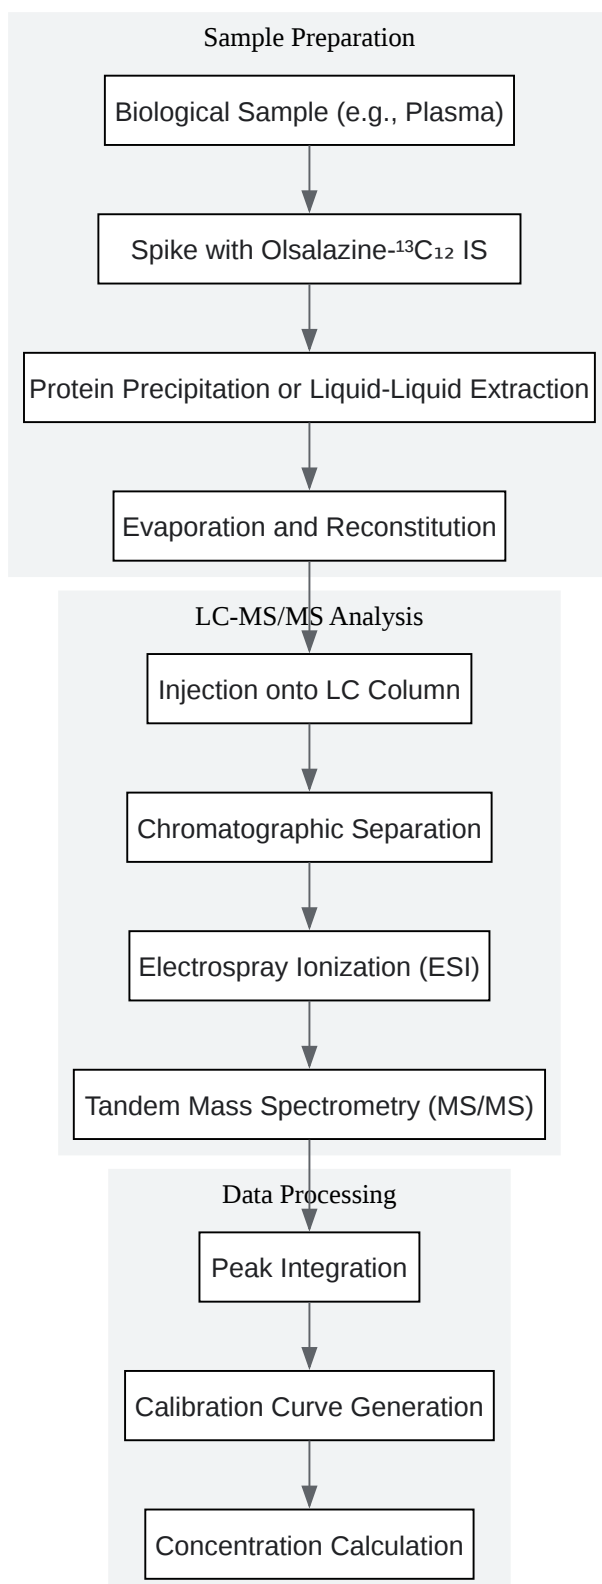 Sample Preparation
Biological Sample (e.g., Plasma)
Spike with Olsalazine-¹³C₁₂ IS
Protein Precipitation or Liquid-Liquid Extraction
Evaporation and Reconstitution
LC-MS/MS Analysis
Injection onto LC Column
Chromatographic Separation
Electrospray Ionization (ESI)
Tandem Mass Spectrometry (MS/MS)
Data Processing
Peak Integration
Calibration Curve Generation
Concentration Calculation